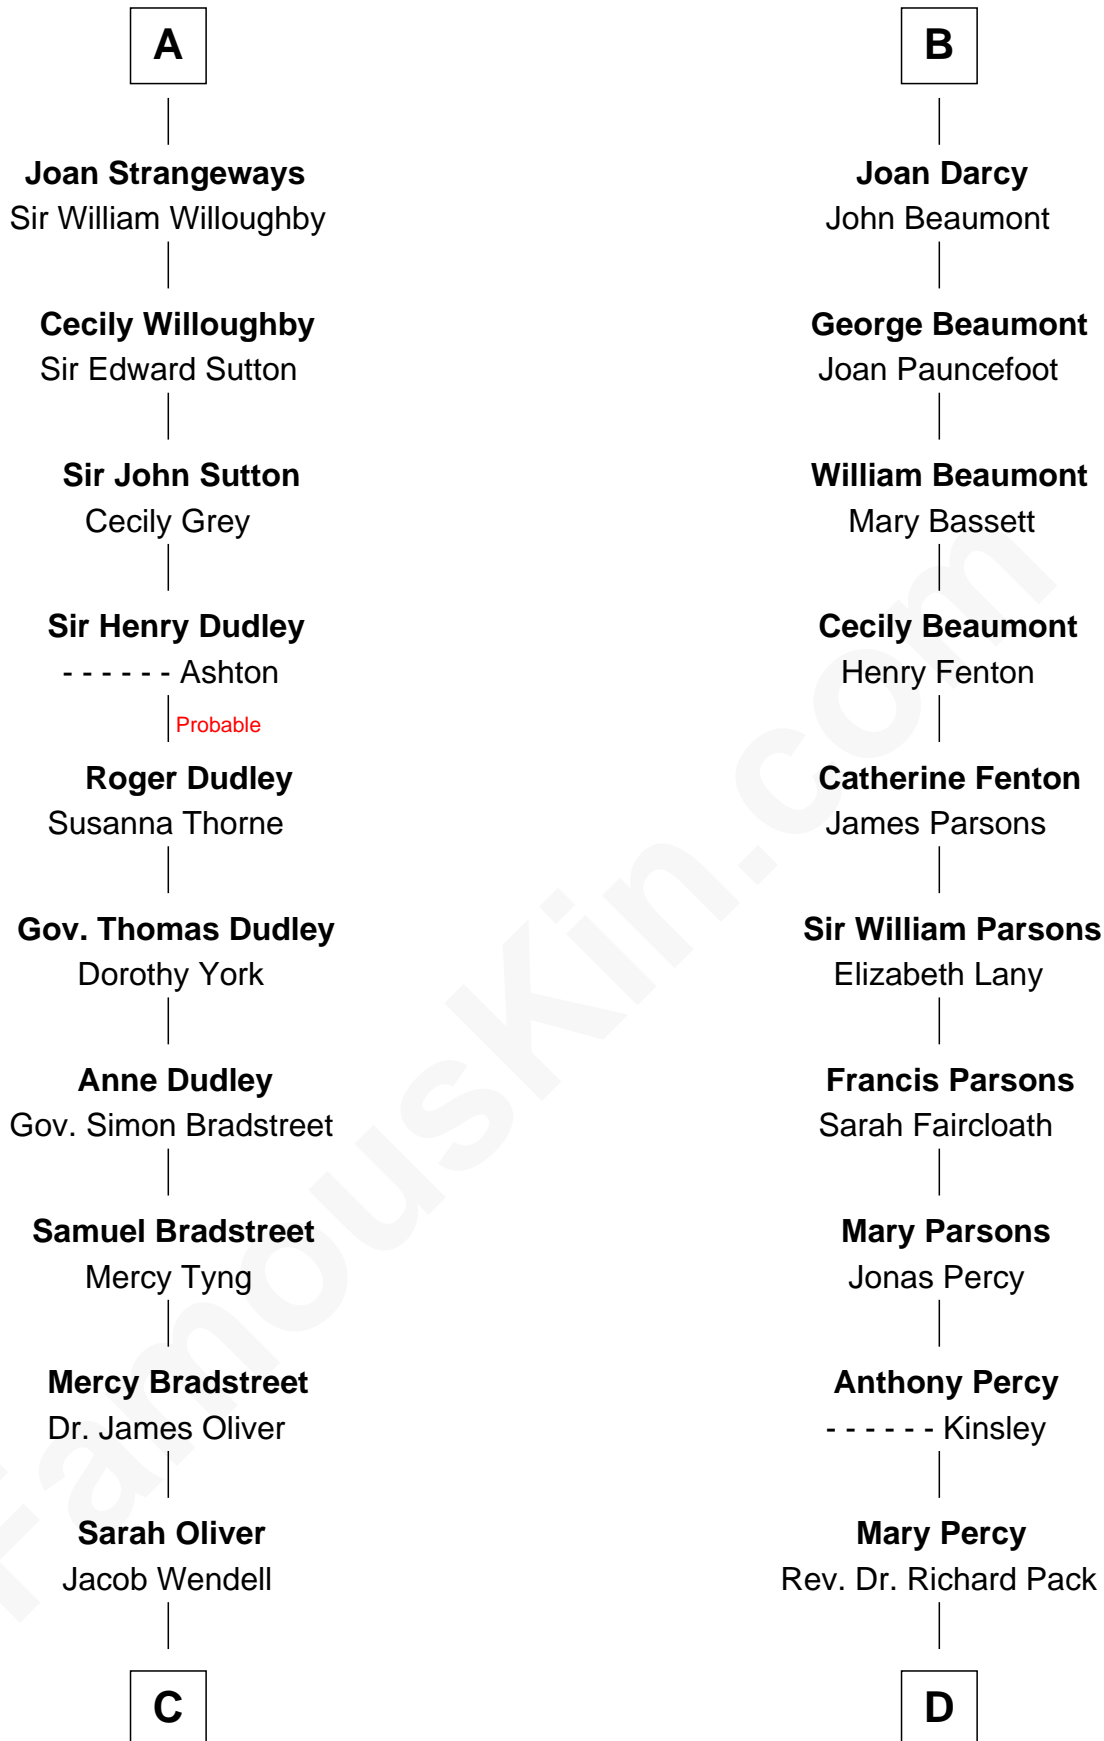 A
Joan Strangeways
Sir William Willoughby
Cecily Willoughby
Sir Edward Sutton
Sir John Sutton
Cecily Grey
Sir Henry Dudley
- - - - - - Ashton
Probable
Roger Dudley
Susanna Thorne
Gov. Thomas Dudley
Dorothy York
Anne Dudley
Gov. Simon Bradstreet
Samuel Bradstreet
Mercy Tyng
Mercy Bradstreet
Dr. James Oliver
Sarah Oliver
Jacob Wendell
C
B
Joan Darcy
John Beaumont
George Beaumont
Joan Pauncefoot
William Beaumont
Mary Bassett
Cecily Beaumont
Henry Fenton
Catherine Fenton
James Parsons
Sir William Parsons
Elizabeth Lany
Francis Parsons
Sarah Faircloath
Mary Parsons
Jonas Percy
Anthony Percy
- - - - - - Kinsley
Mary Percy
Rev. Dr. Richard Pack
D
FamousKin.com